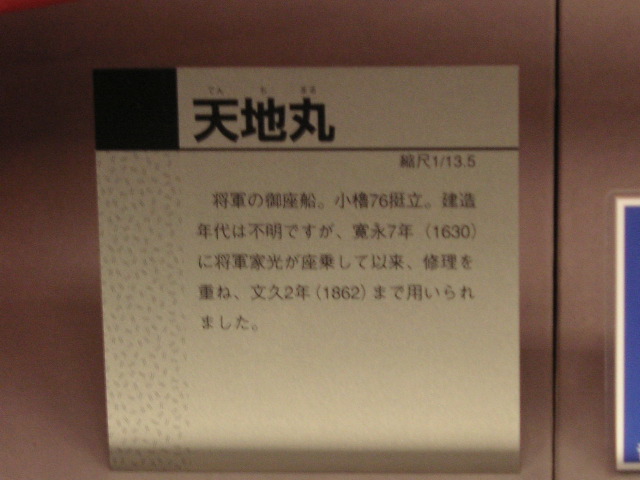 てん ち まる
天地丸
縮尺1/13.5
将軍の御座船。小櫓76挺立。建造
年代は不明ですが、寛永7年（1630）
に将軍家光が座乗して以来、修理を
重ね、文久2年（1862）まで用いられ
ました。